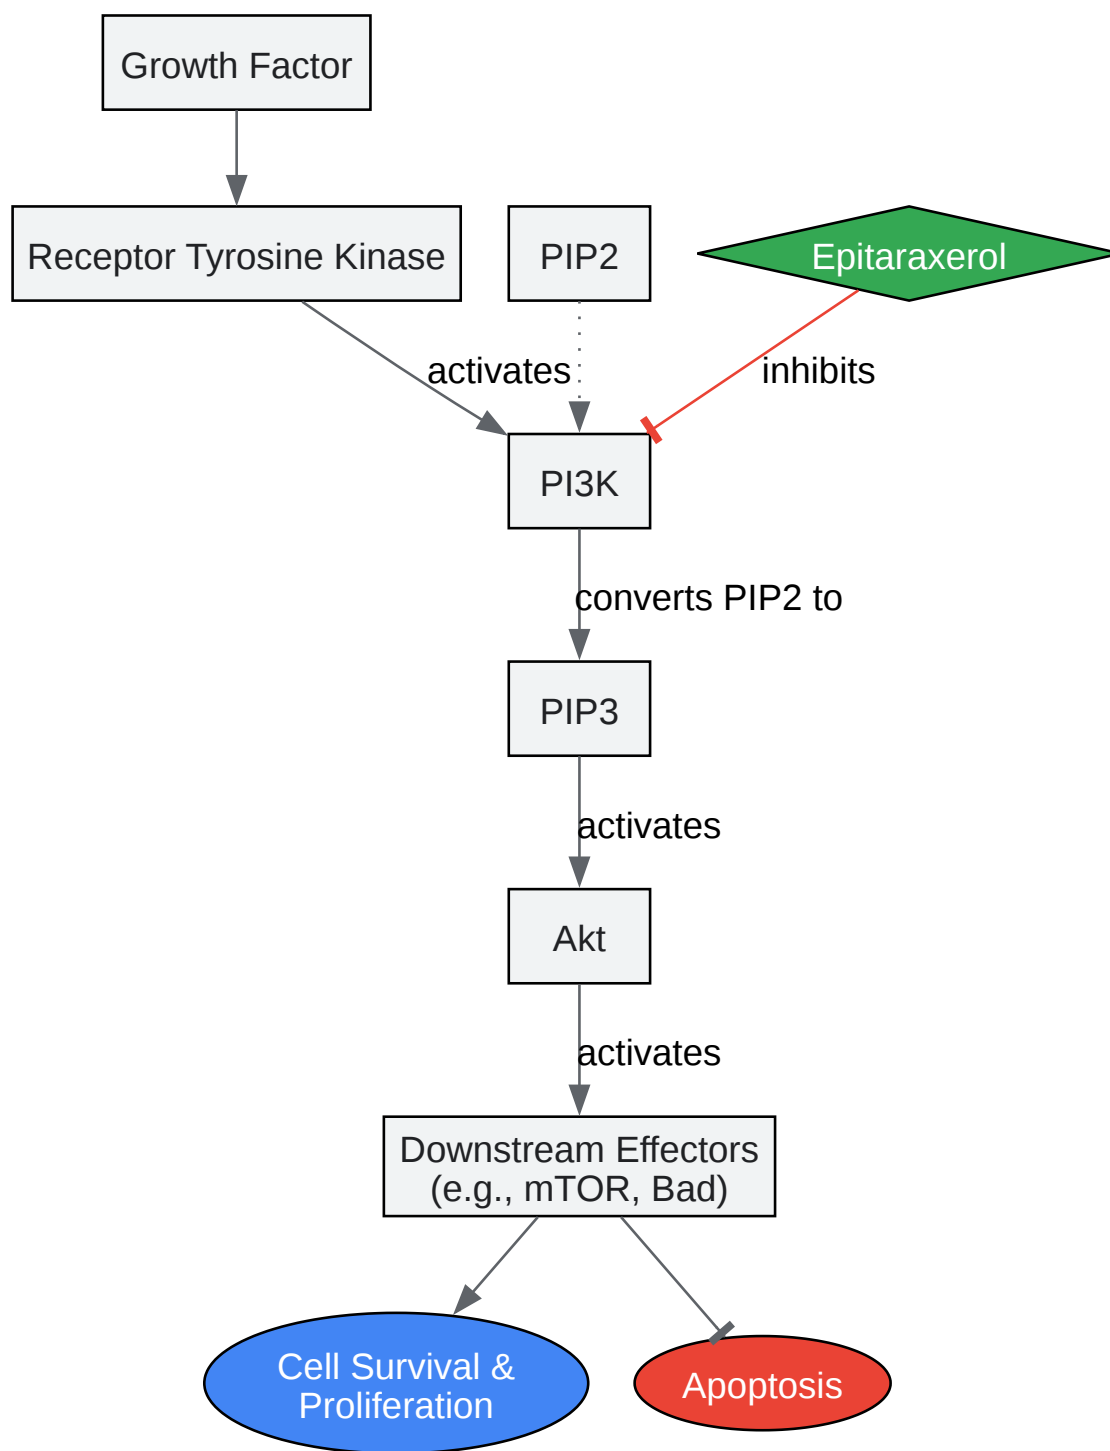 Growth Factor
Receptor Tyrosine Kinase
PIP2
Epitaraxerol
activates
inhibits
PI3K
converts PIP2 to
PIP3
activates
Akt
activates
Downstream Effectors
(e.g., mTOR, Bad)
Cell Survival &
Proliferation
Apoptosis